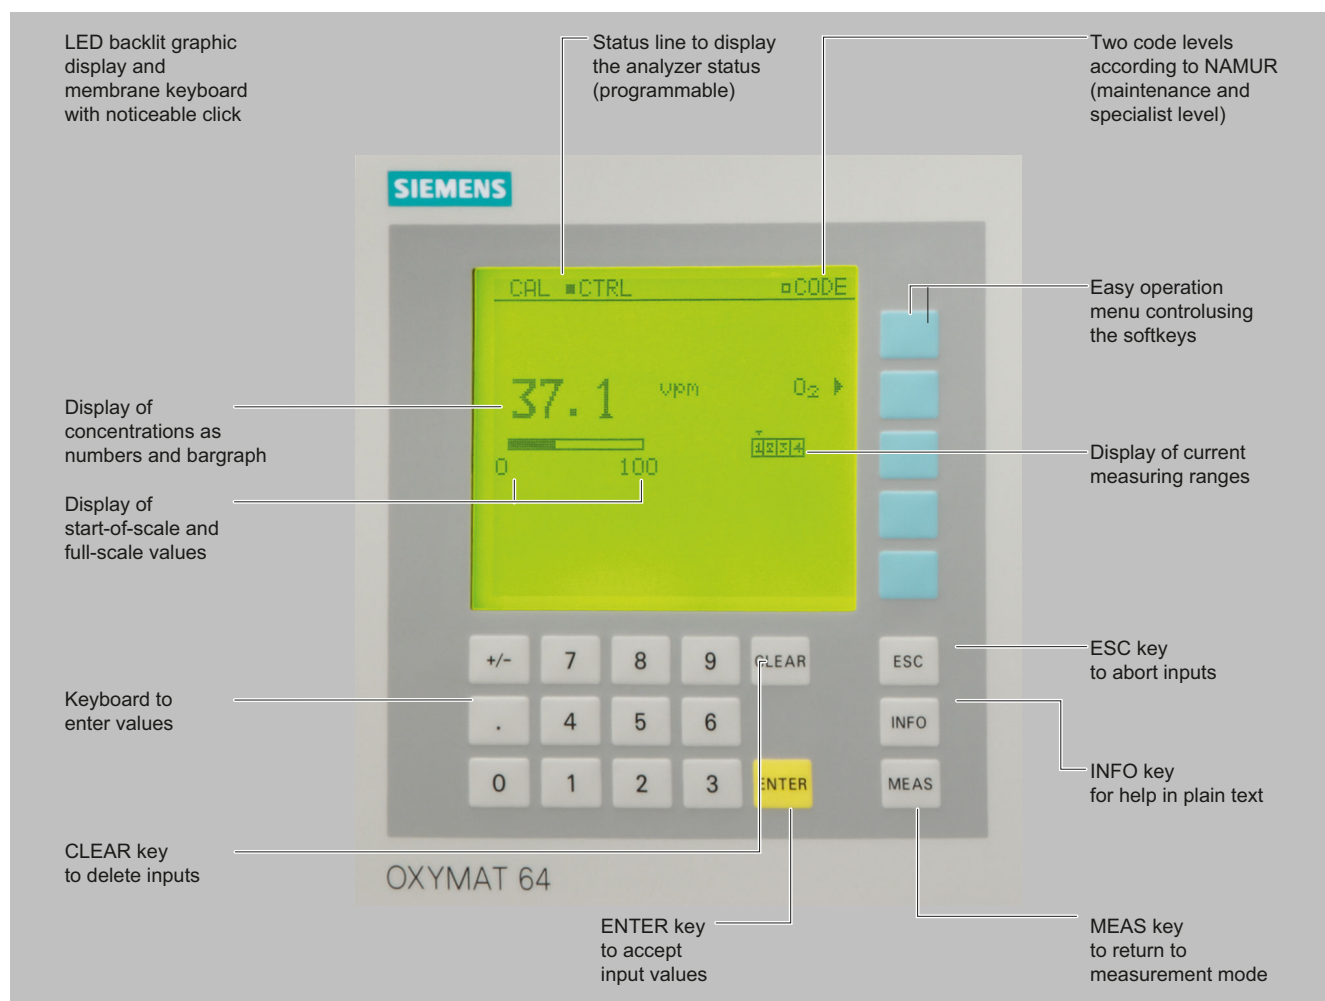 LED backlit graphic
display and
membrane keyboard
with noticeable click
Status line to display
the analyzer status
(programmable)
Two code levels
according to NAMUR
(maintenance and
specialist level)
SIEMENS
CAL ■CTRL
▫CODE
Easy operation
menu controlusing
the softkeys
37.1 vpm O₂
Display of
concentrations as
numbers and bargraph
1 2 3 4
0 100
Display of current
measuring ranges
Display of
start-of-scale and
full-scale values
+/- 7 8 9 CLEAR ESC
ESC key
to abort inputs
Keyboard to
enter values
. 4 5 6 INFO
INFO key
for help in plain text
0 1 2 3 ENTER MEAS
CLEAR key
to delete inputs
OXYMAT 64
ENTER key
to accept
input values
MEAS key
to return to
measurement mode